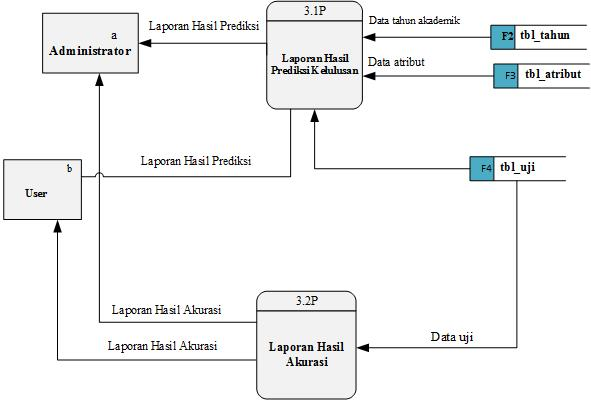 3.1P
Laporan Hasil
Prediksi Kelulusan
a
Administrator
Laporan Hasil Prediksi
Data tahun akademik
F2 tbl_tahun
Data atribut
F3 tbl_atribut
b
User
Laporan Hasil Prediksi
F4 tbl_uji
3.2P
Laporan Hasil
Akurasi
Laporan Hasil Akurasi
Laporan Hasil Akurasi
Data uji